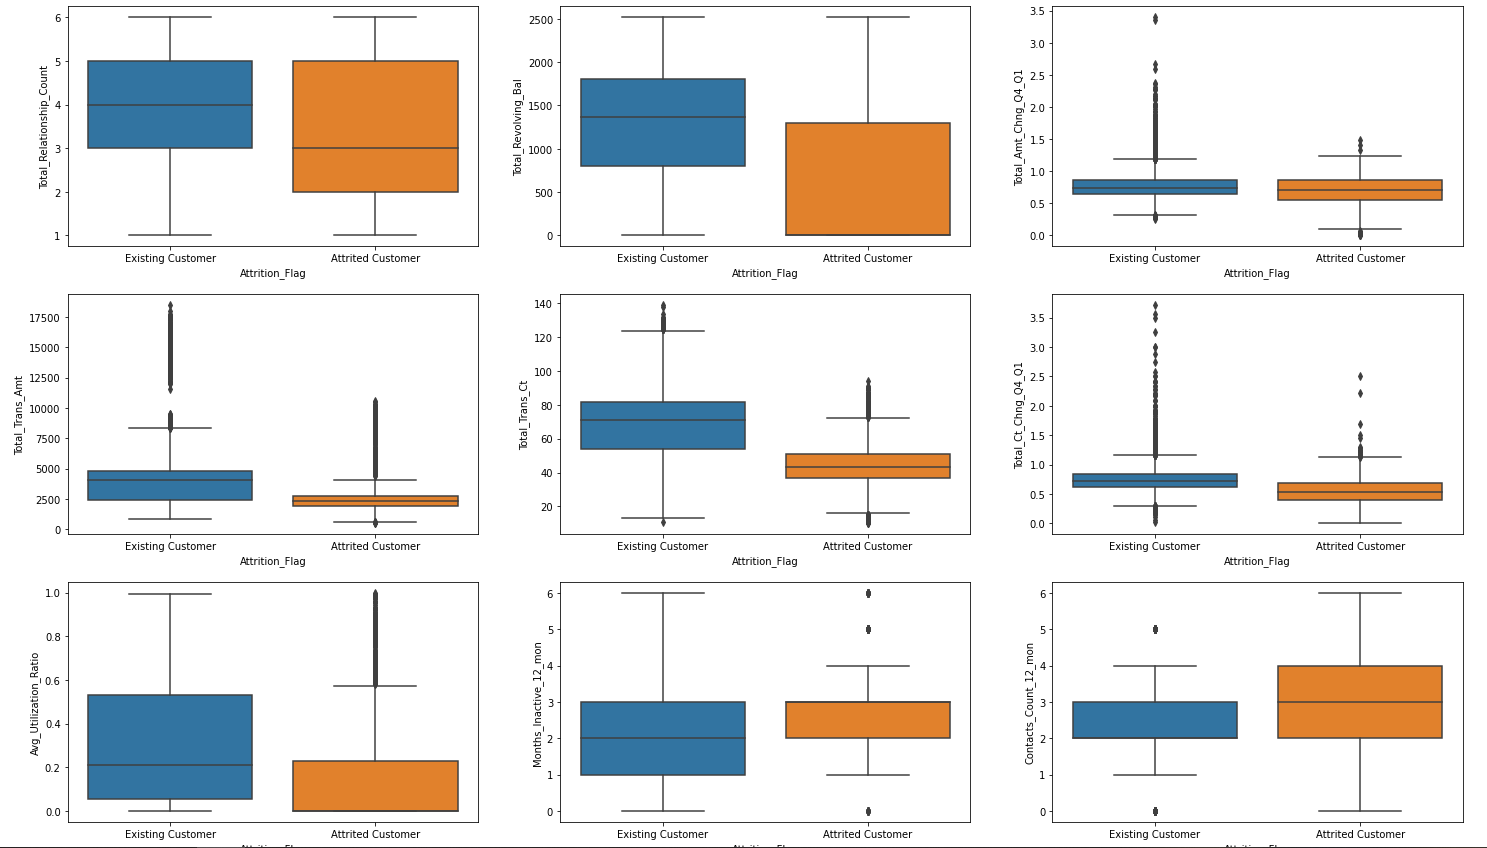 Total_Relationship_Count
6
5
4
3
2
1
Existing Customer
Attrited Customer
Attrition_Flag
Total_Revolving_Bal
2500
2000
1500
1000
500
0
Existing Customer
Attrited Customer
Attrition_Flag
Total_Amt_Chng_Q4_Q1
3.5
3.0
2.5
2.0
1.5
1.0
0.5
0.0
Existing Customer
Attrited Customer
Attrition_Flag
Total_Trans_Amt
17500
15000
12500
10000
7500
5000
2500
0
Existing Customer
Attrited Customer
Attrition_Flag
Total_Trans_Ct
140
120
100
80
60
40
20
Existing Customer
Attrited Customer
Attrition_Flag
Total_Ct_Chng_Q4_Q1
3.5
3.0
2.5
2.0
1.5
1.0
0.5
0.0
Existing Customer
Attrited Customer
Attrition_Flag
Avg_Utilization_Ratio
1.0
0.8
0.6
0.4
0.2
0.0
Existing Customer
Attrited Customer
Months_Inactive_12_mon
6
5
4
3
2
1
0
Existing Customer
Attrited Customer
Contacts_Count_12_mon
6
5
4
3
2
1
0
Existing Customer
Attrited Customer